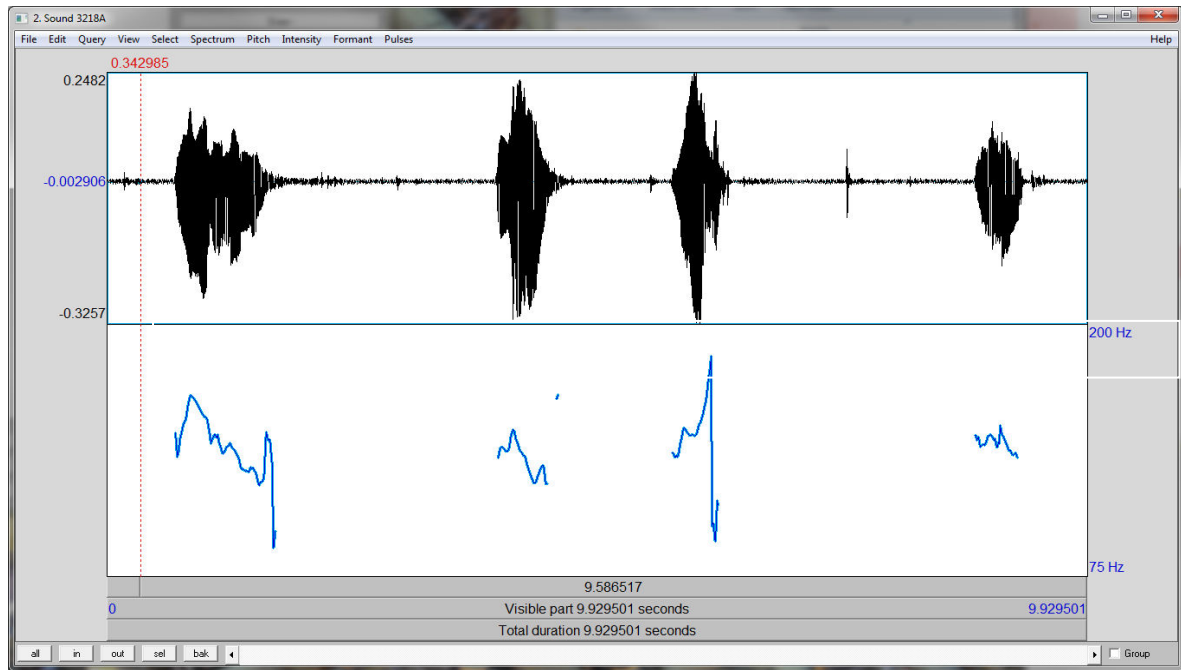 2. Sound 3218A
File Edit Query View Select Spectrum Pitch Intensity Formant Pulses Help
0.342985
0.2482
-0.002906
-0.3257
200 Hz
75 Hz
9.586517
0 Visible part 9.929501 seconds 9.929501
Total duration 9.929501 seconds
all in out sel bak Group